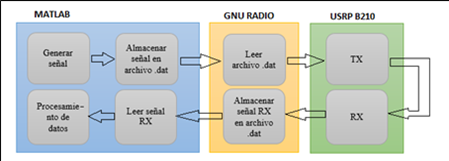 MATLAB
GNU RADIO
USRP B210
Generar
señal
Almacenar
señal en
archivo .dat
Leer
archivo .dat
TX
Procesamie-
nto de datos
Leer señal
RX
Almacenar
señal RX
en archivo
.dat
RX